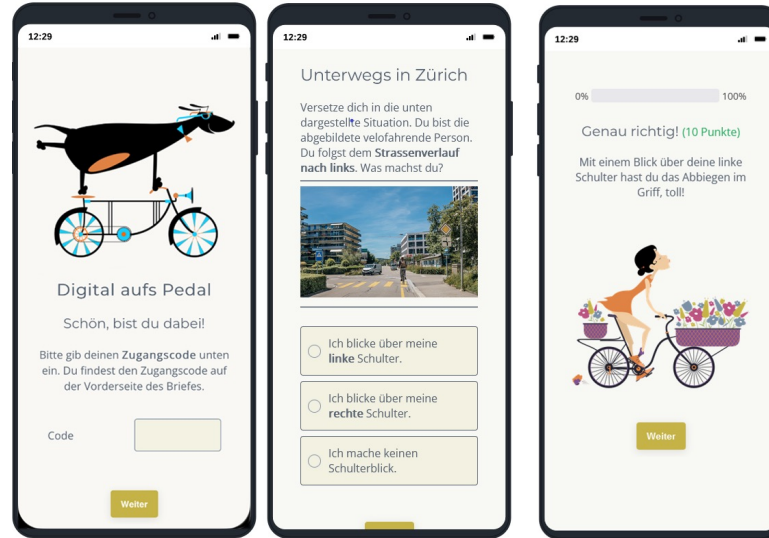 12:29
Digital aufs Pedal
Schön, bist du dabei!
Bitte gib deinen Zugangscode unten
ein. Du findest den Zugangscode auf
der Vorderseite des Briefes.
Code
Weiter
12:29
Unterwegs in Zürich
Versetze dich in die unten
dargestellte Situation. Du bist die
abgebildete velofahrende Person.
Du folgst dem Strassenverlauf
nach links. Was machst du?
Ich blicke über meine
linke Schulter.
Ich blicke über meine
rechte Schulter.
Ich mache keinen
Schulterblick.
12:29
0% 100%
Genau richtig! (10 Punkte)
Mit einem Blick über deine linke
Schulter hast du das Abbiegen im
Griff, toll!
Weiter